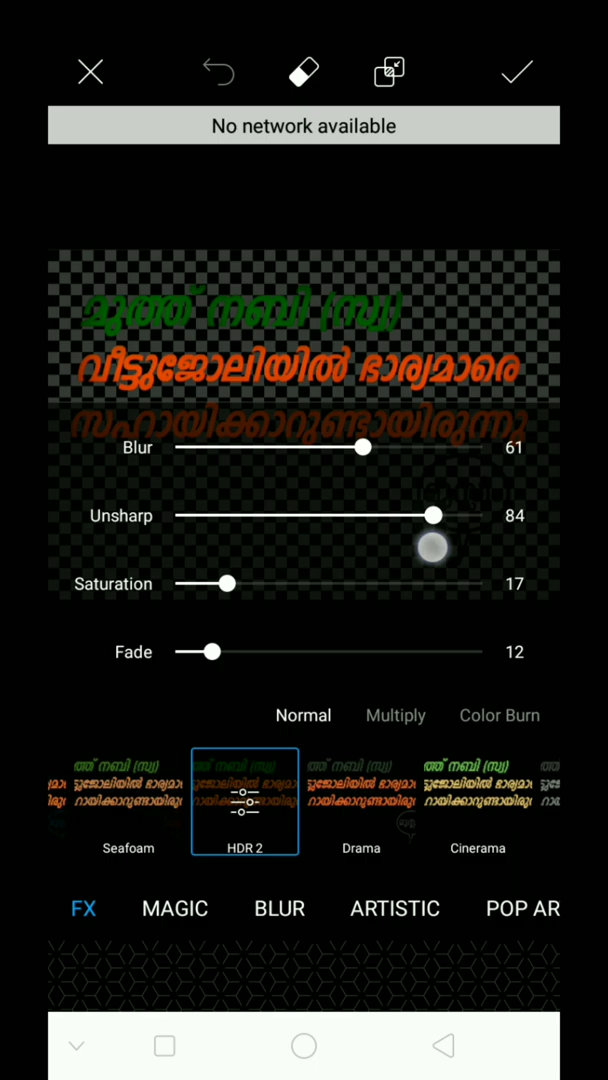 No network available
മുത്ത് നബി (സ്വ)
വീട്ടുജോലിയിൽ ഭാര്യമാരെ
സഹായിക്കാറുണ്ടായിരുന്നു
Blur 61
Unsharp 84
Saturation 17
Fade 12
Normal Multiply Color Burn
Seafoam HDR 2 Drama Cinerama
FX MAGIC BLUR ARTISTIC POP AR